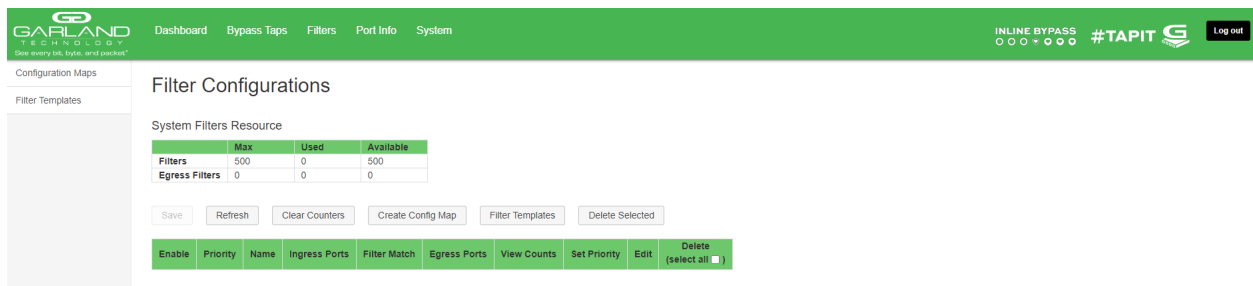 GARLAND
TECHNOLOGY
See every bit, byte, and packet®
Dashboard Bypass Taps Filters Port Info System
INLINE BYPASS
#TAPIT
Log out
Configuration Maps
Filter Templates
Filter Configurations
System Filters Resource
Max Used Available
Filters 500 0 500
Egress Filters 0 0 0
Save Refresh Clear Counters Create Config Map Filter Templates Delete Selected
Enable Priority Name Ingress Ports Filter Match Egress Ports View Counts Set Priority Edit Delete
(select all )